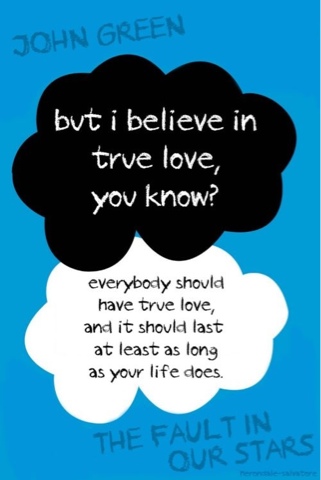 JOHN GREEN
but i believe in
true love,
you know?
everybody should
have true love,
and it should last
at least as long
as your life does.
THE FAULT IN
OUR STARS